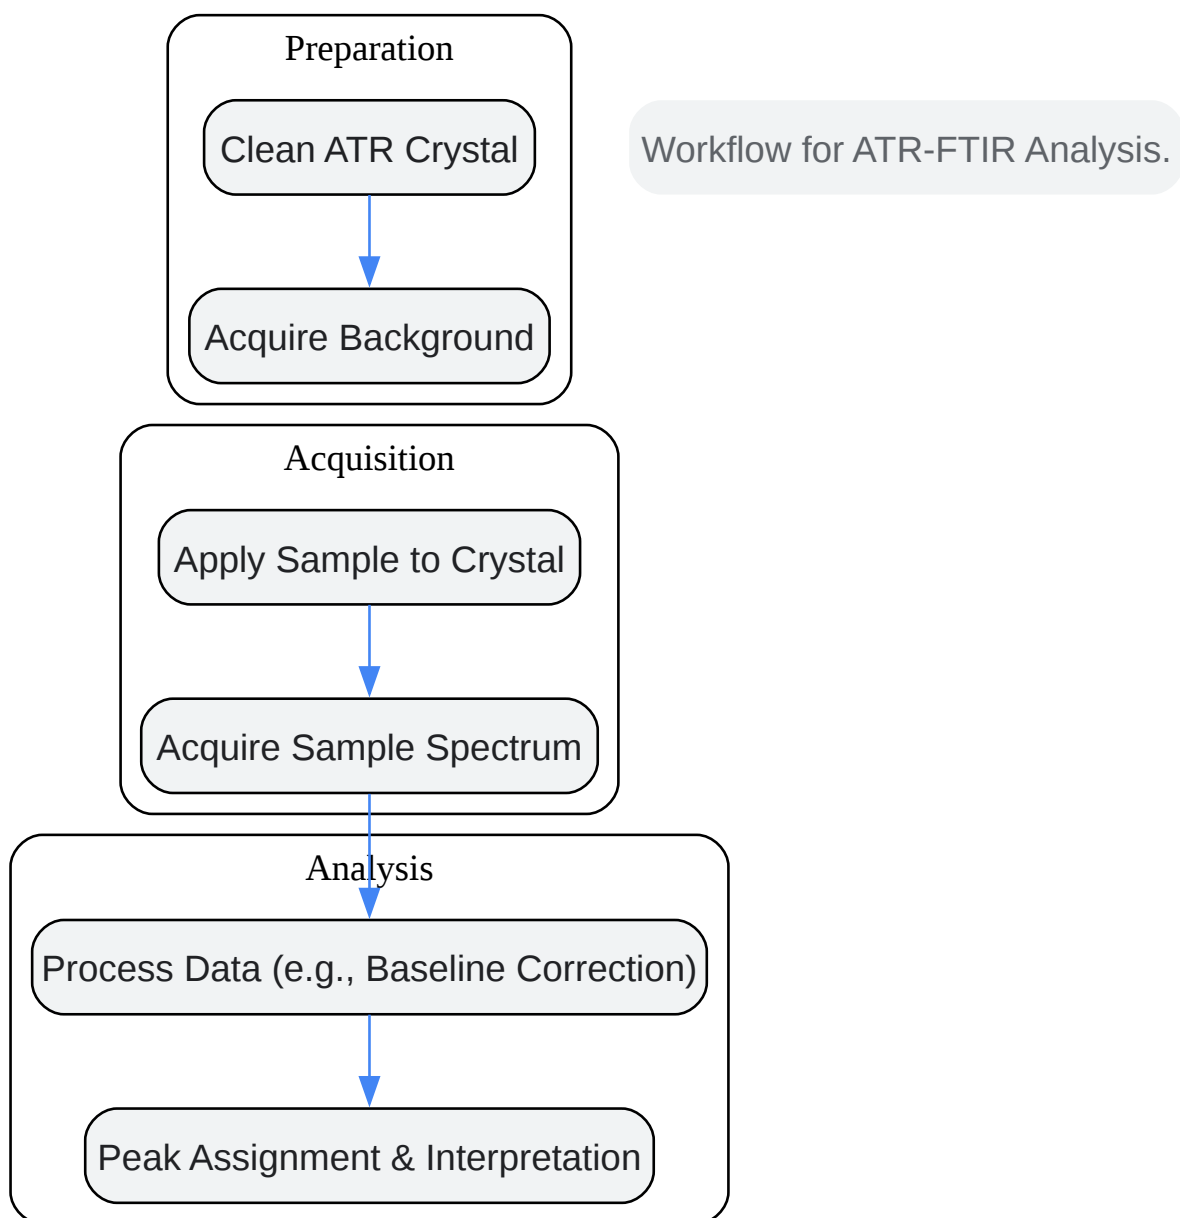 Preparation
Clean ATR Crystal
Workflow for ATR-FTIR Analysis.
Acquire Background
Acquisition
Apply Sample to Crystal
Acquire Sample Spectrum
Analysis
Process Data (e.g., Baseline Correction)
Peak Assignment & Interpretation